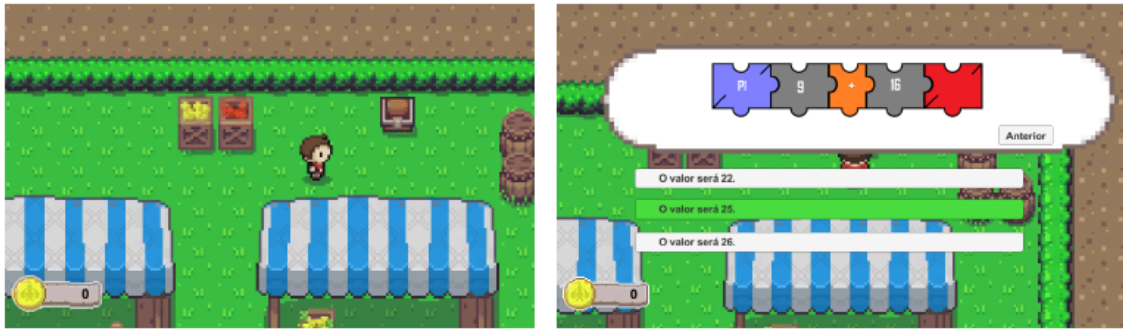 0
PI 9 + 16
Anterior
O valor será 22.
O valor será 25.
O valor será 26.
0